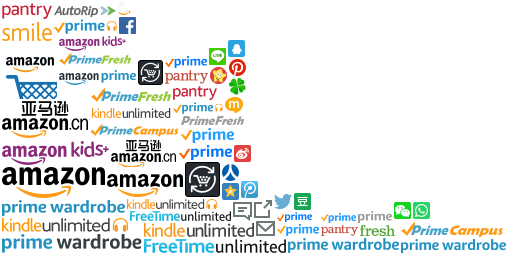 pantry AutoRip
smile prime
amazon kids+
amazon PrimeFresh prime
amazon prime pantry
PrimeFresh pantry
亚马逊 kindleunlimited prime
amazon.cn PrimeFresh
PrimeCampus prime
amazon kids+ 亚马逊 prime
amazon.cn
amazon amazon
prime wardrobe kindleunlimited
FreeTime unlimited prime prime prime
kindleunlimited kindleunlimited prime pantry fresh PrimeCampus
prime wardrobe FreeTime unlimited prime wardrobe prime wardrobe